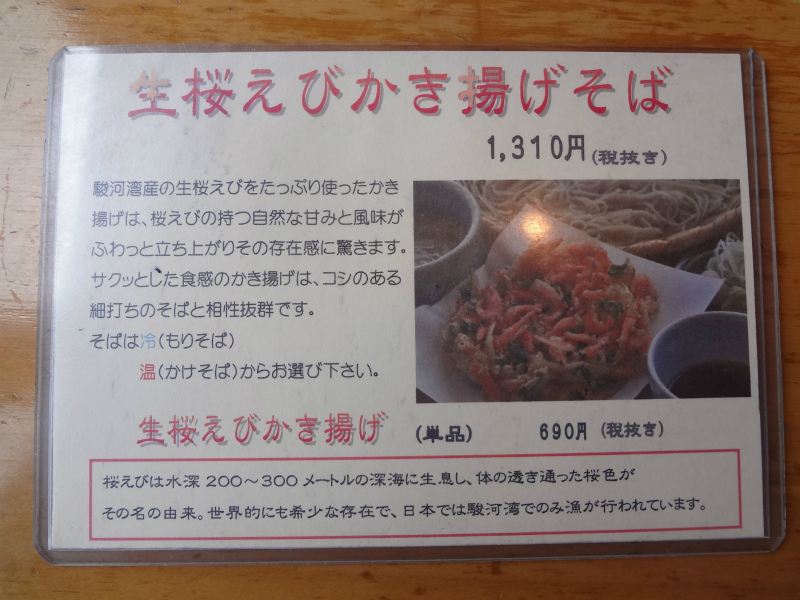 生桜えびかき揚げそば
1,310円(税抜き)
駿河湾産の生桜えびをたっぷり使ったかき
揚げは、桜えびの持つ自然な甘みと風味が
ふわっと立ち上がりその存在感に驚きます。
サクッとした食感のかき揚げは、コシのある
細打ちのそばと相性抜群です。
そばは冷(もりそば)
温(かけそば)からお選び下さい。
生桜えびかき揚げ (単品) 690円 (税抜き)
桜えびは水深200～300メートルの深海に生息し、体の透き通った桜色が
その名の由来。世界的にも希少な存在で、日本では駿河湾でのみ漁が行われています。